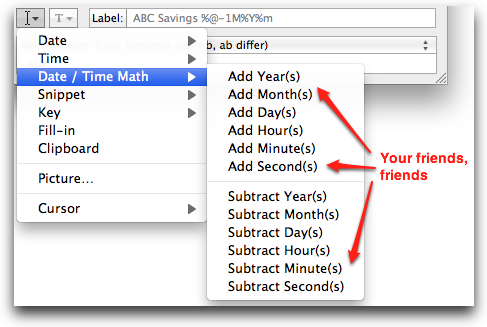 T
Label: ABC Savings %@-1M%Y%m
b, ab differ)
Date
Time
Date / Time Math
Snippet
Key
Fill-in
Clipboard
Picture...
Cursor
Add Year(s)
Add Month(s)
Add Day(s)
Add Hour(s)
Add Minute(s)
Add Second(s)
Subtract Year(s)
Subtract Month(s)
Subtract Day(s)
Subtract Hour(s)
Subtract Minute(s)
Subtract Second(s)
Your friends,
friends